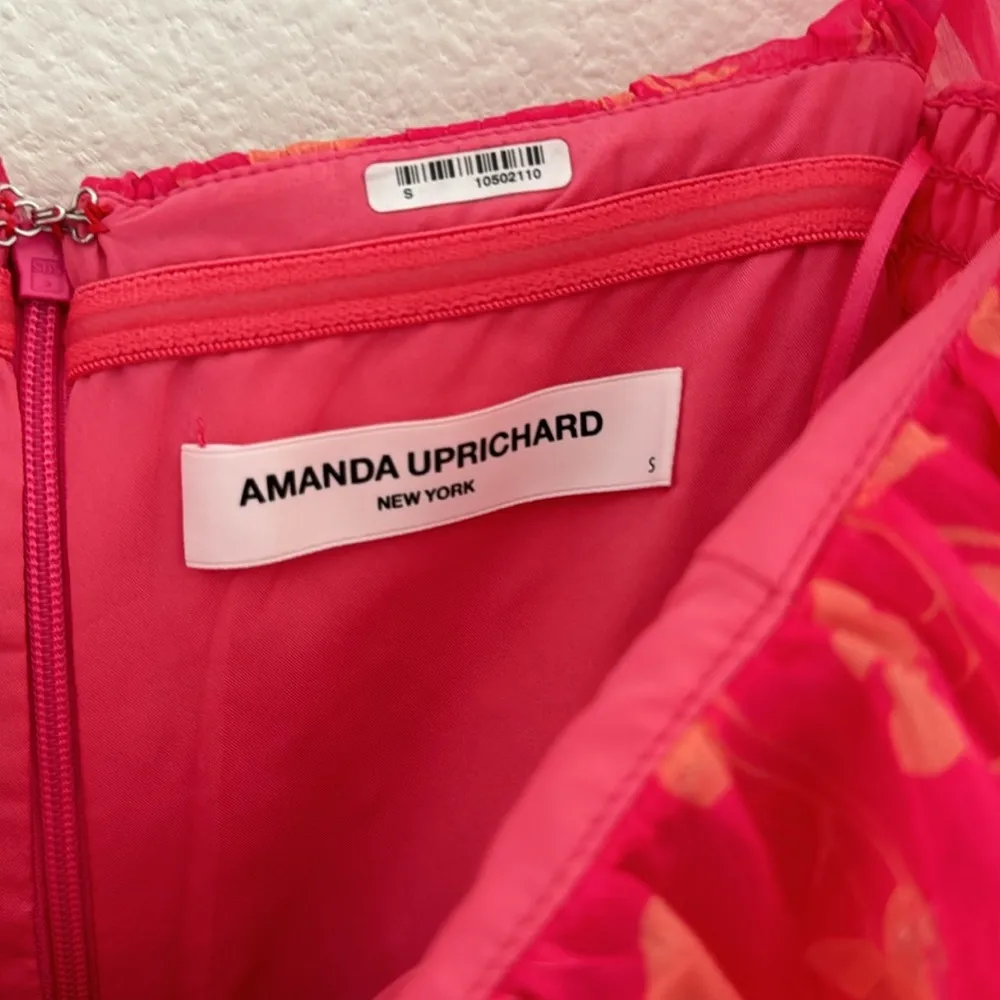 S 10502110
AMANDA UPRICHARD
NEW YORK
S